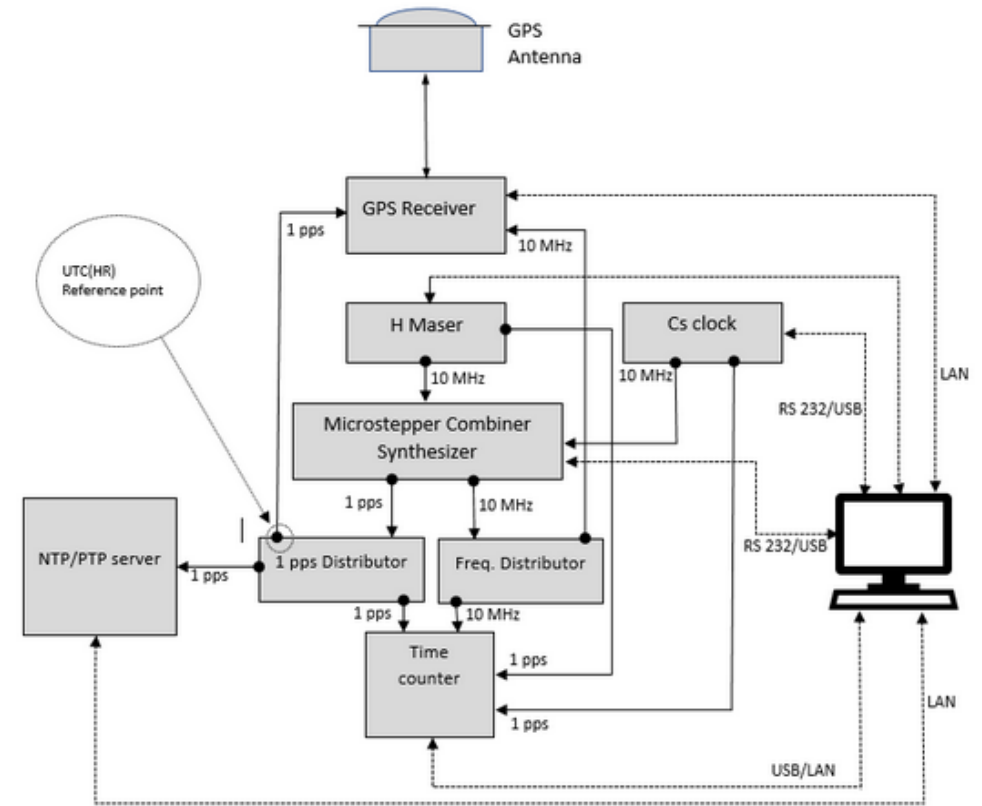 GPS
Antenna
GPS Receiver
1 pps
10 MHz
UTC(HR)
Reference point
H Maser
Cs clock
10 MHz
10 MHz
LAN
RS 232/USB
Microstepper Combiner
Synthesizer
1 pps
10 MHz
RS 232/USB
NTP/PTP server
1 pps
1 pps Distributor
Freq. Distributor
1 pps
10 MHz
Time
counter
1 pps
1 pps
LAN
USB/LAN